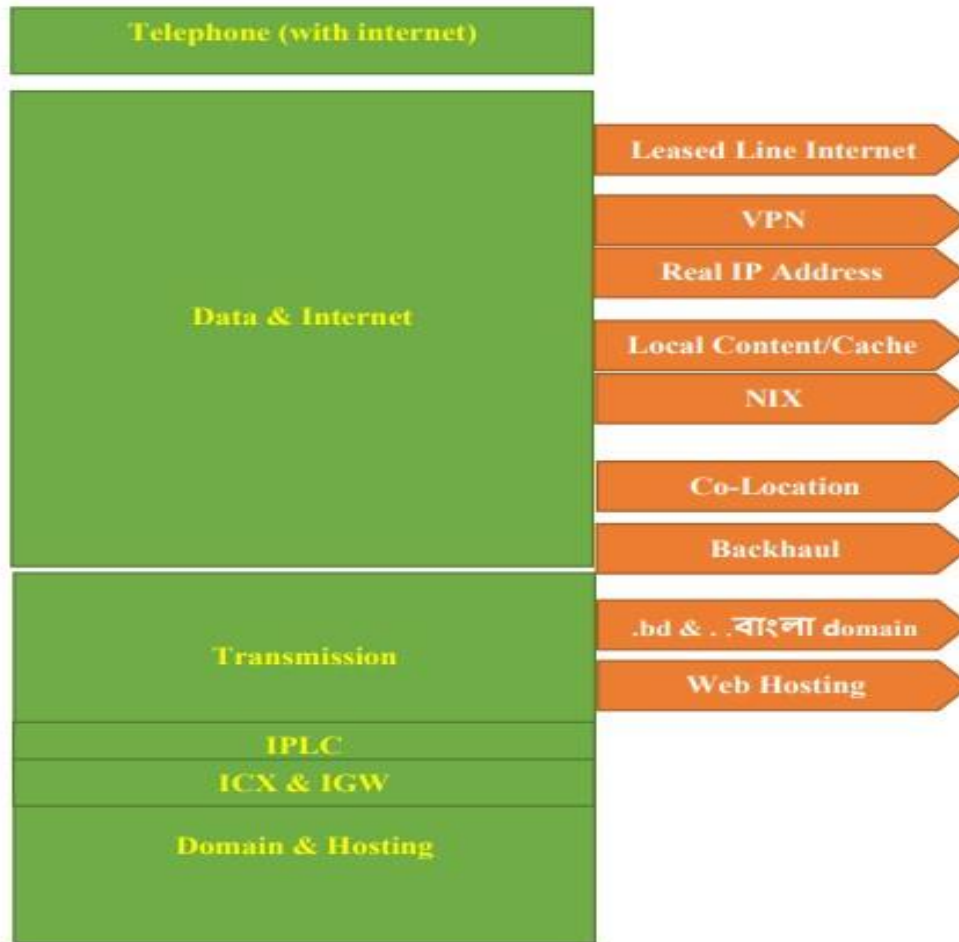 Telephone (with internet)
Leased Line Internet
VPN
Real IP Address
Data & Internet
Local Content/Cache
NIX
Co-Location
Backhaul
.bd & . .বাংলা domain
Transmission
Web Hosting
IPLC
ICX & IGW
Domain & Hosting